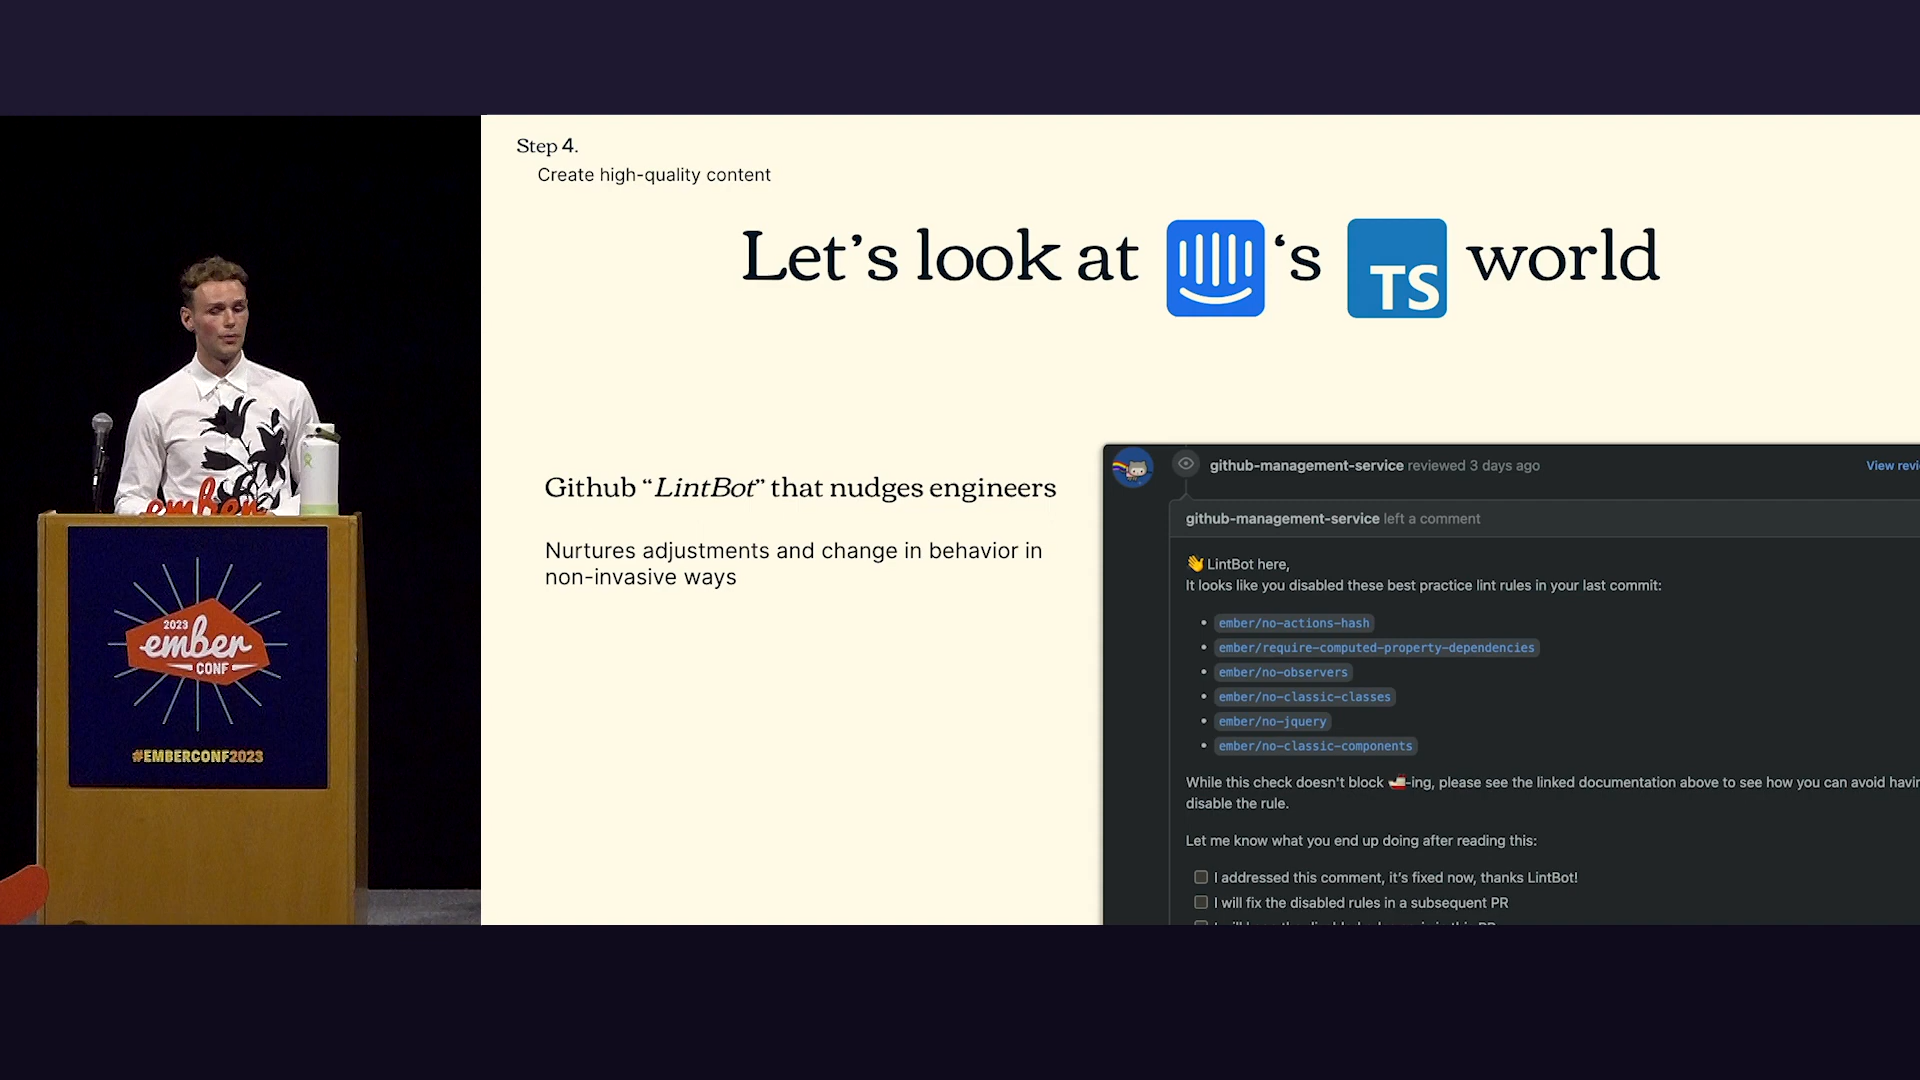 Step 4.
Create high-quality content
Let’s look at ‘s TS world
Github “LintBot” that nudges engineers
Nurtures adjustments and change in behavior in
non-invasive ways
github-management-service reviewed 3 days ago
View revi
github-management-service left a comment
👋 LintBot here,
It looks like you disabled these best practice lint rules in your last commit:
• ember/no-actions-hash
• ember/require-computed-property-dependencies
• ember/no-observers
• ember/no-classic-classes
• ember/no-jquery
• ember/no-classic-components
While this check doesn't block 🚢-ing, please see the linked documentation above to see how you can avoid havin
disable the rule.
Let me know what you end up doing after reading this:
I addressed this comment, it’s fixed now, thanks LintBot!
I will fix the disabled rules in a subsequent PR
ember
2023
ember
CONF
#EMBERCONF2023